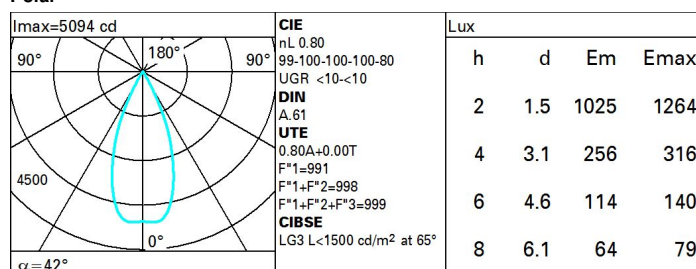 Imax=5094 cd
90° 180° 90°
4500
0°
α=42°
CIE
nL 0.80
99-100-100-100-80
UGR <10-<10
DIN
A.61
UTE
0.80A+0.00T
F"1=991
F"1+F"2=998
F"1+F"2+F"3=999
CIBSE
LG3 L<1500 cd/m² at 65°
Lux
h d Em Emax
2 1.5 1025 1264
4 3.1 256 316
6 4.6 114 140
8 6.1 64 79